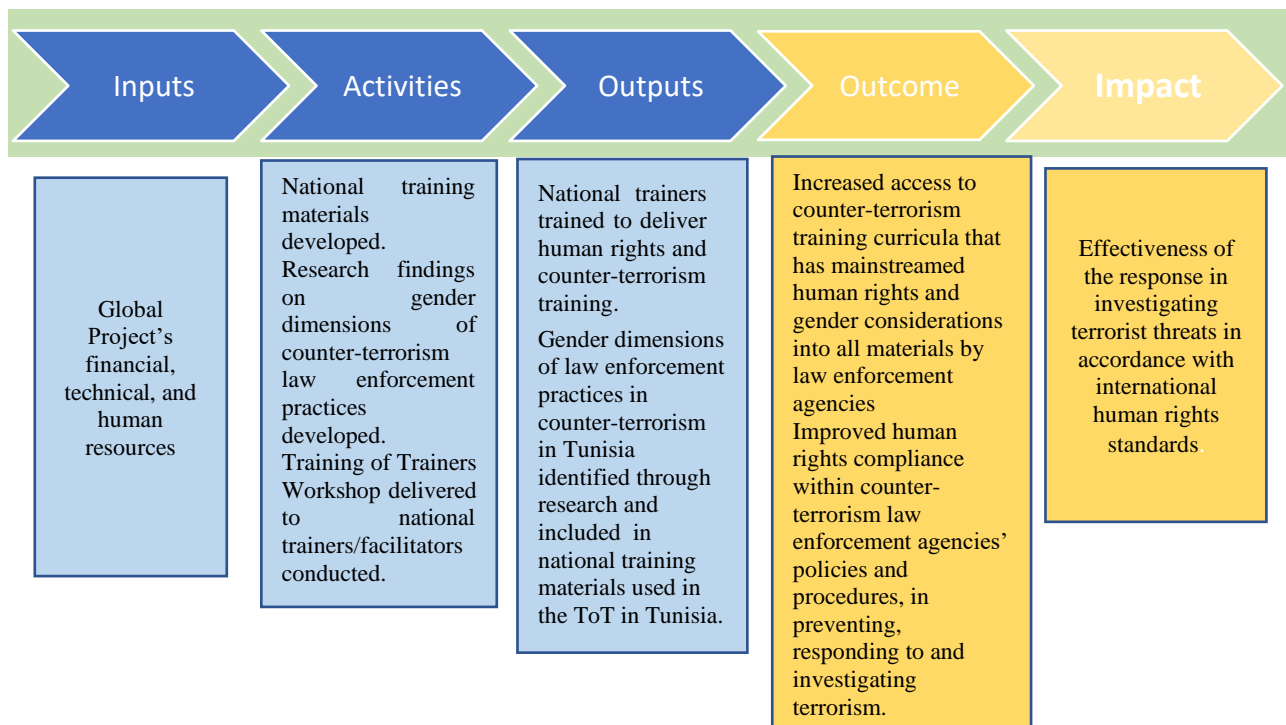 Inputs
Activities
Outputs
Outcome
Impact
Global
Project’s
financial,
technical, and
human
resources
National training
materials
developed.
Research findings
on gender
dimensions of
counter-terrorism
law enforcement
practices
developed.
Training of Trainers
Workshop delivered
to national
trainers/facilitators
conducted.
National trainers
trained to deliver
human rights and
counter-terrorism
training.
Gender dimensions
of law enforcement
practices in
counter-terrorism
in Tunisia
identified through
research and
included in
national training
materials used in
the ToT in Tunisia.
Increased access to
counter-terrorism
training curricula that
has mainstreamed
human rights and
gender considerations
into all materials by
law enforcement
agencies
Improved human
rights compliance
within counter-
terrorism law
enforcement agencies’
policies and
procedures, in
preventing,
responding to and
investigating
terrorism.
Effectiveness of
the response in
investigating
terrorist threats in
accordance with
international
human rights
standards.